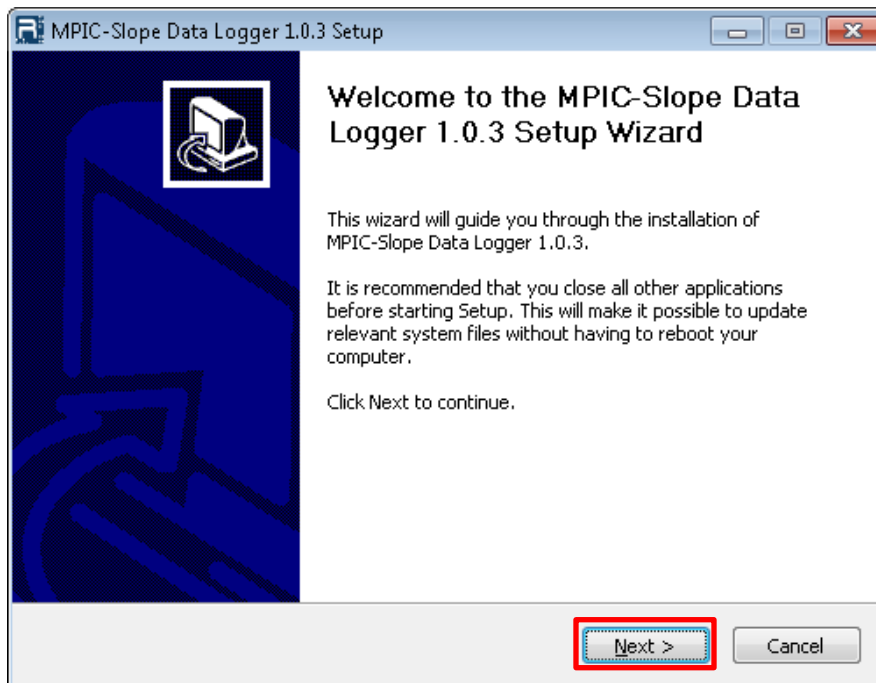 MPIC-Slope Data Logger 1.0.3 Setup
Welcome to the MPIC-Slope Data
Logger 1.0.3 Setup Wizard
This wizard will guide you through the installation of
MPIC-Slope Data Logger 1.0.3.
It is recommended that you close all other applications
before starting Setup. This will make it possible to update
relevant system files without having to reboot your
computer.
Click Next to continue.
Next >
Cancel